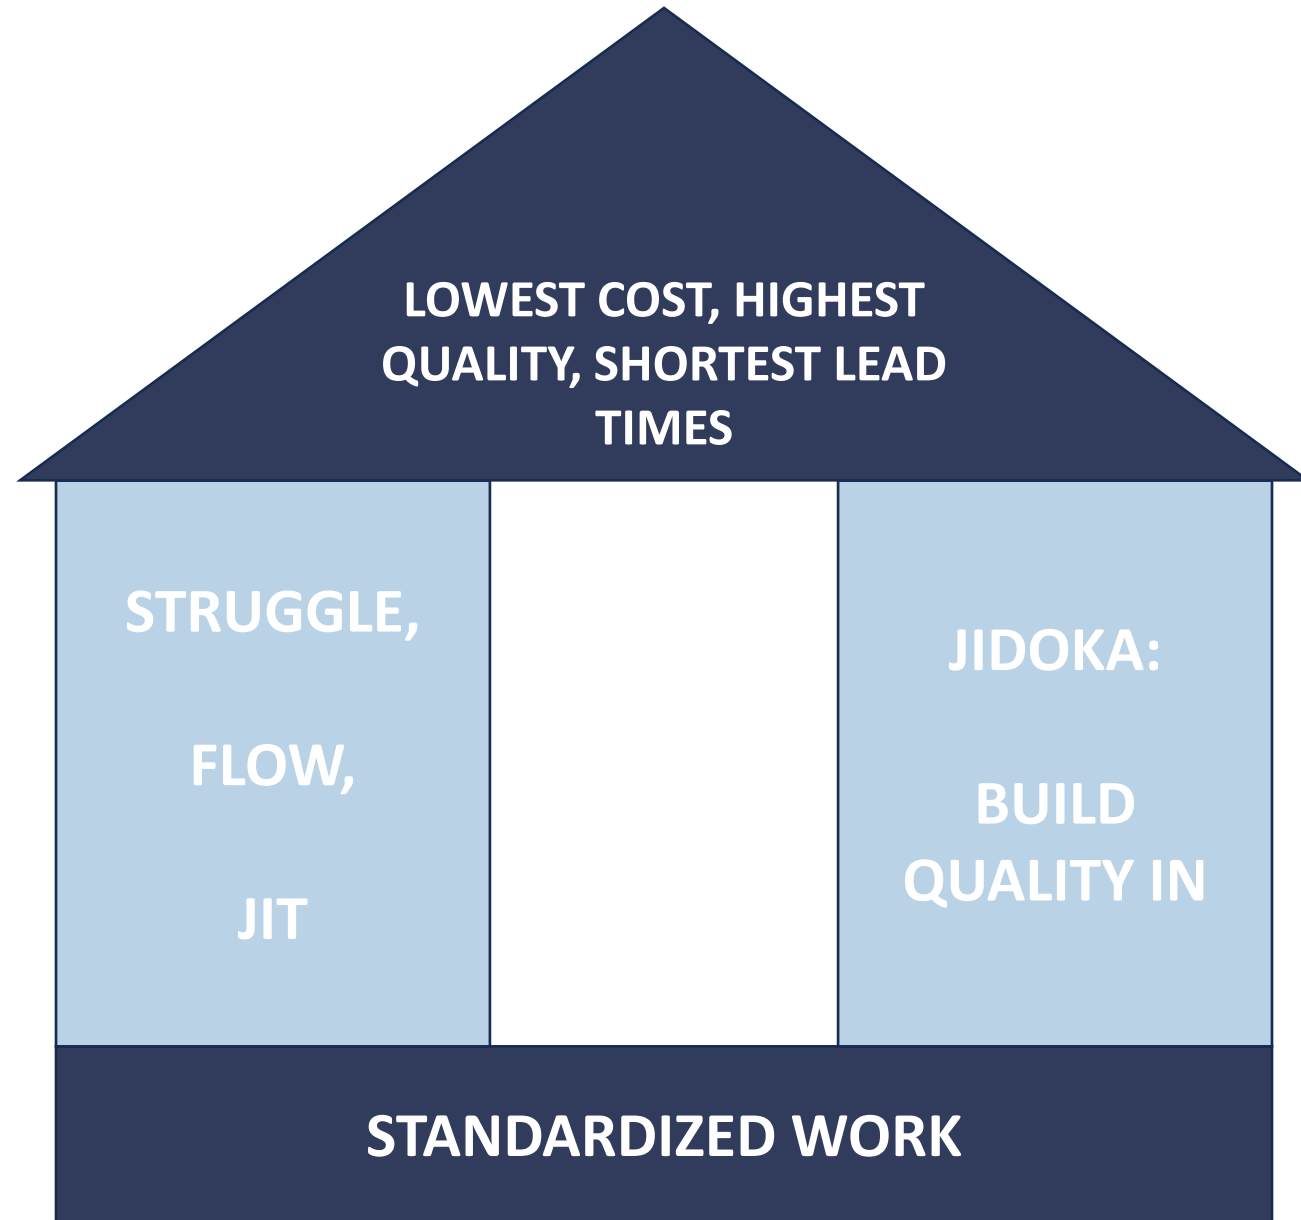 LOWEST COST, HIGHEST
QUALITY, SHORTEST LEAD
TIMES
STRUGGLE,
FLOW,
JIT
JIDOKA:
BUILD
QUALITY IN
STANDARDIZED WORK